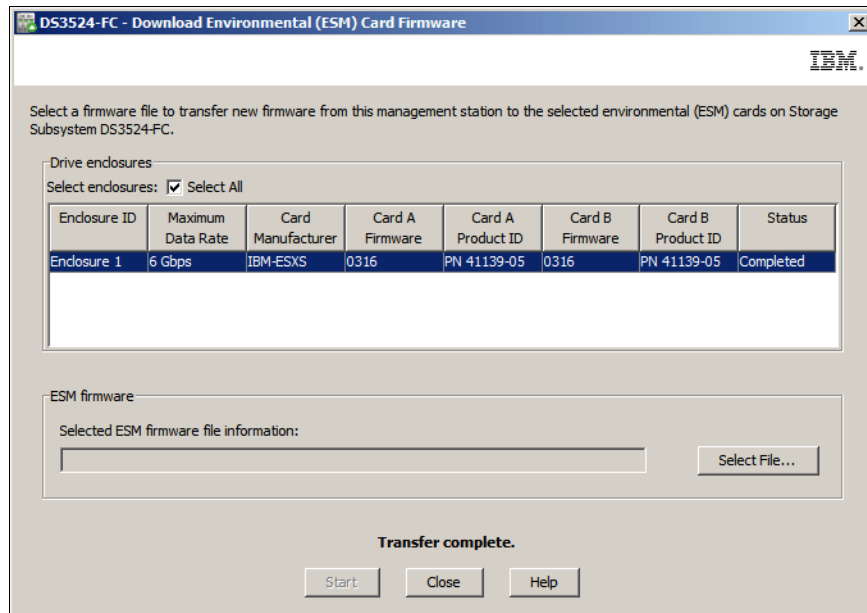 DS3524-FC - Download Environmental (ESM) Card Firmware
IBM.
Select a firmware file to transfer new firmware from this management station to the selected environmental (ESM) cards on Storage
Subsystem DS3524-FC.
Drive enclosures
Select enclosures: Select All
Enclosure ID Maximum Data Rate Card Manufacturer Card A Firmware Card A Product ID Card B Firmware Card B Product ID Status
Enclosure 1 6 Gbps IBM-ESXS 0316 PN 41139-05 0316 PN 41139-05 Completed
ESM firmware
Selected ESM firmware file information:
Select File...
Transfer complete.
Start Close Help